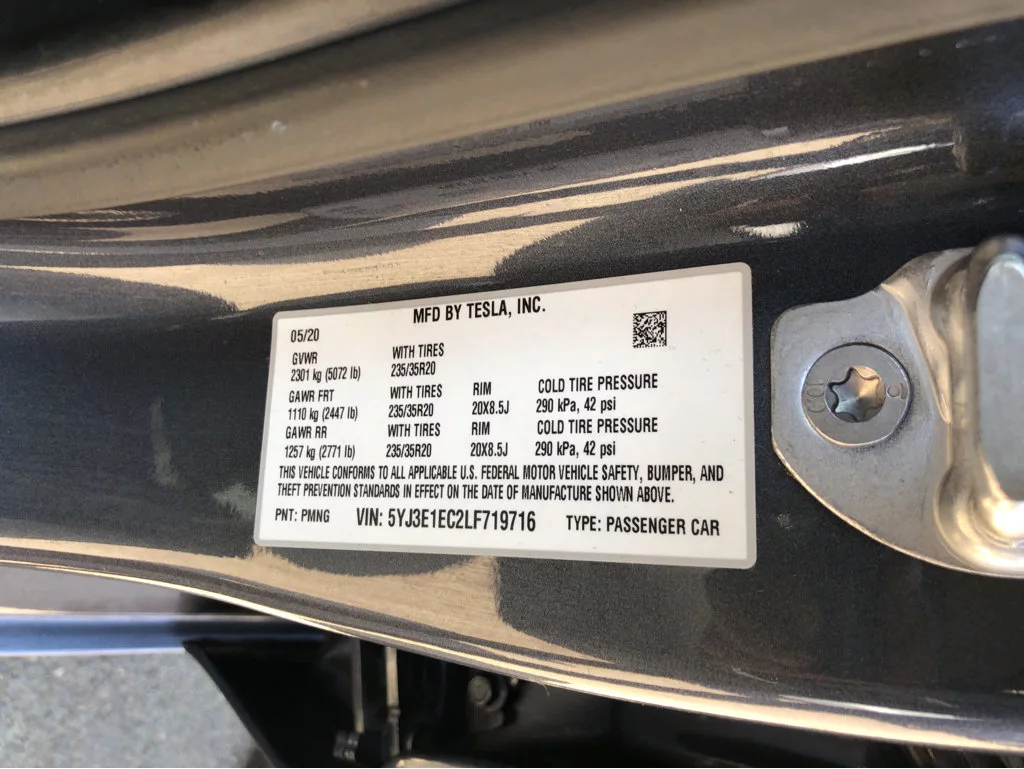 MFD BY TESLA, INC.
05/20
GVWR WITH TIRES
2301 kg (5072 lb) 235/35R20
GAWR FRT WITH TIRES RIM COLD TIRE PRESSURE
1110 kg (2447 lb) 235/35R20 20X8.5J 290 kPa, 42 psi
GAWR RR WITH TIRES RIM COLD TIRE PRESSURE
1257 kg (2771 lb) 235/35R20 20X8.5J 290 kPa, 42 psi
THIS VEHICLE CONFORMS TO ALL APPLICABLE U.S. FEDERAL MOTOR VEHICLE SAFETY, BUMPER, AND
THEFT PREVENTION STANDARDS IN EFFECT ON THE DATE OF MANUFACTURE SHOWN ABOVE.
PNT: PMNG VIN: 5YJ3E1EC2LF719716 TYPE: PASSENGER CAR